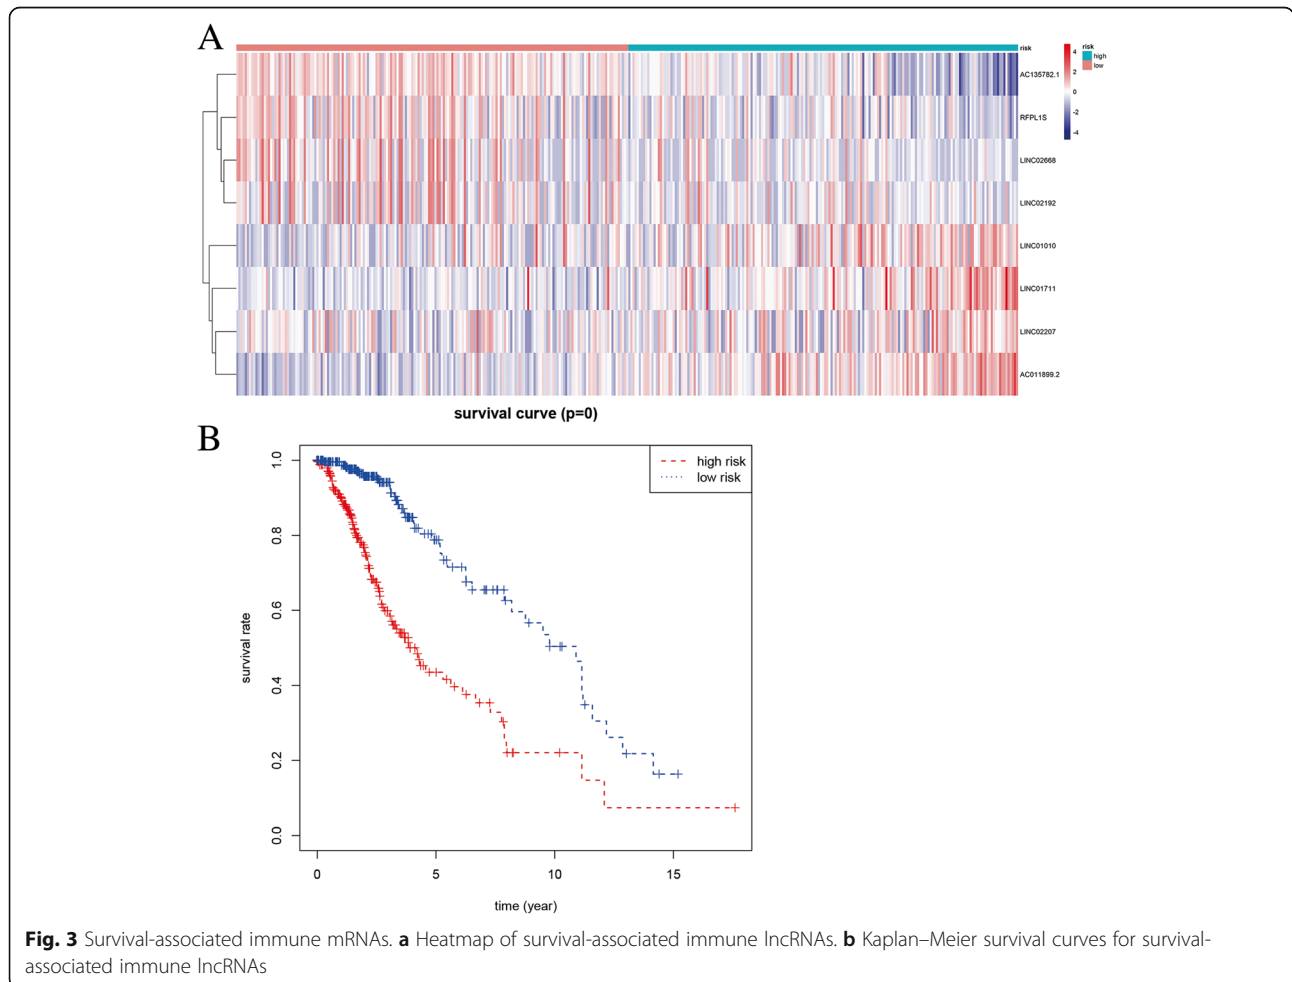 A
risk
AC135782.1
RFPL1S
LINC02668
LINC02192
LINC01010
LINC01711
LINC02207
AC011899.2
4
2
0
-2
-4
risk
high
low
survival curve (p=0)
B
high risk
low risk
survival rate
1.0
0.8
0.6
0.4
0.2
0.0
0 5 10 15
time (year)
Fig. 3 Survival-associated immune mRNAs. a Heatmap of survival-associated immune lncRNAs. b Kaplan–Meier survival curves for survival-
associated immune lncRNAs